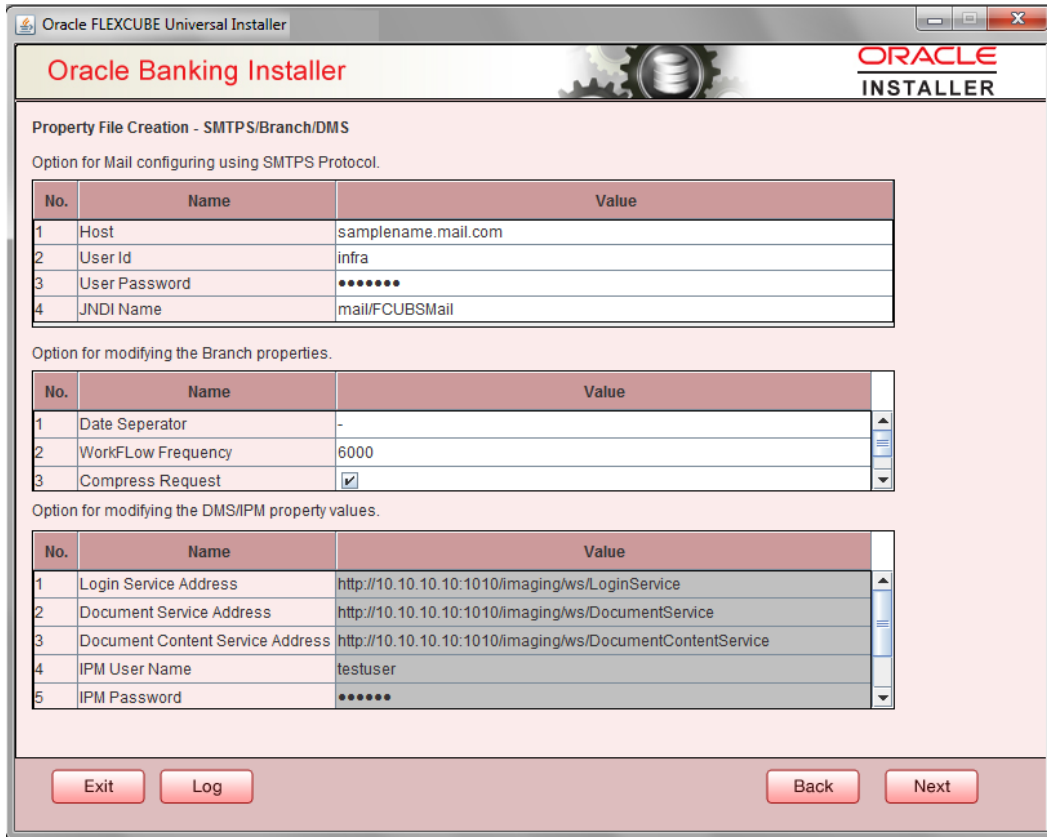 Oracle FLEXCUBE Universal Installer
Oracle Banking Installer
ORACLE
INSTALLER
Property File Creation - SMTPS/Branch/DMS
Option for Mail configuring using SMTPS Protocol.
No. Name Value
1 Host samplename.mail.com
2 User Id infra
3 User Password •••••••
4 JNDI Name mail/FCUBSMail
Option for modifying the Branch properties.
No. Name Value
1 Date Seperator -
2 WorkFLow Frequency 6000
3 Compress Request
Option for modifying the DMS/IPM property values.
No. Name Value
1 Login Service Address http://10.10.10.10:1010/imaging/ws/LoginService
2 Document Service Address http://10.10.10.10:1010/imaging/ws/DocumentService
3 Document Content Service Address http://10.10.10.10:1010/imaging/ws/DocumentContentService
4 IPM User Name testuser
5 IPM Password ••••••
Exit Log Back Next